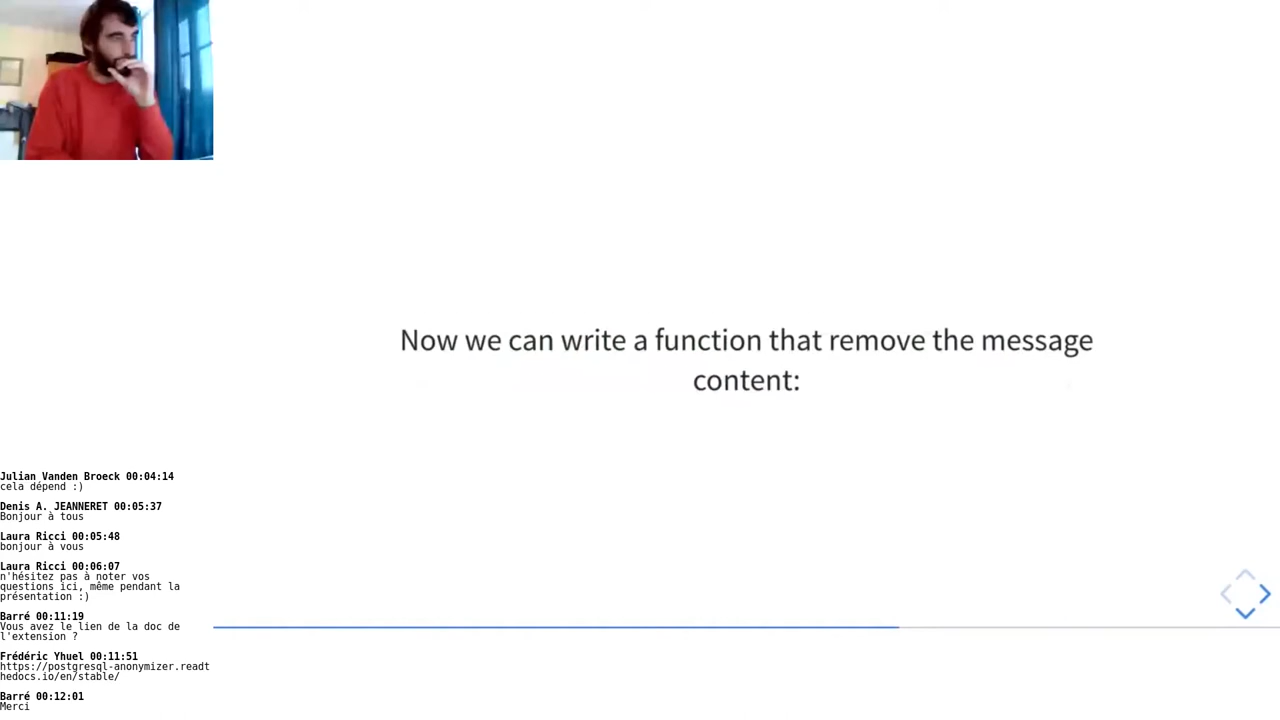 Now we can write a function that remove the message
content:
Julian Vanden Broeck 00:04:14
cela dépend :)
Denis A. JEANNERET 00:05:37
Bonjour à tous
Laura Ricci 00:05:48
bonjour à vous
Laura Ricci 00:06:07
n'hésitez pas à noter vos
questions ici, même pendant la
présentation :)
Barré 00:11:19
Vous avez le lien de la doc de
l'extension ?
Frédéric Yhuel 00:11:51
https://postgresql-anonymizer.readt
hedocs.io/en/stable/
Barré 00:12:01
Merci